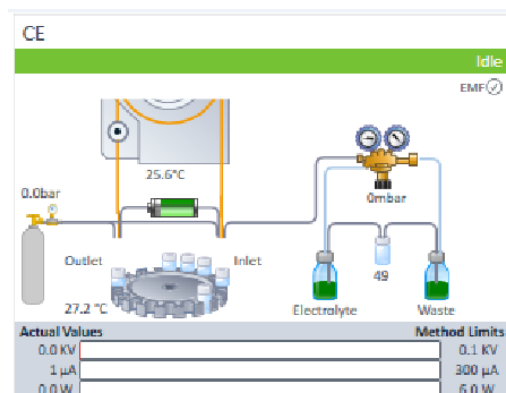 CE
Idle
EMF
25.6°C
0.0bar
0mbar
Outlet
Inlet
49
27.2 °C
Electrolyte
Waste
Actual Values
Method Limits
0.0 KV
0.1 KV
1 µA
300 µA
0.0 W
6.0 W